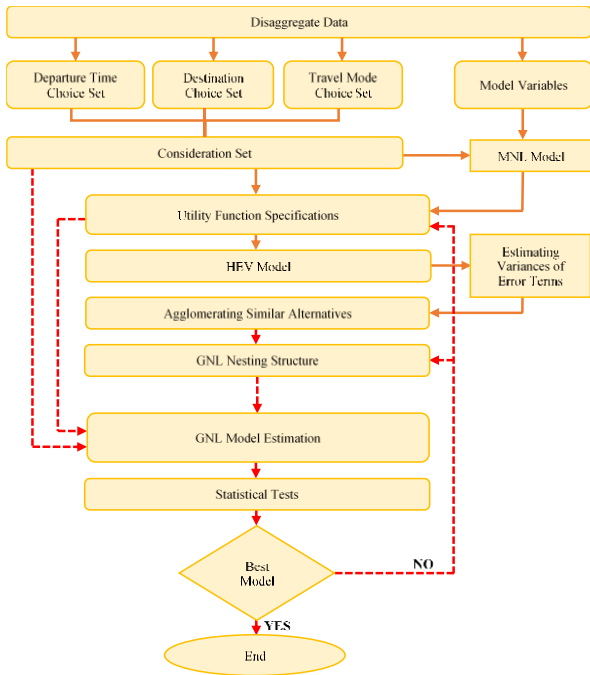 Disaggregate Data
Departure Time
Choice Set
Destination
Choice Set
Travel Mode
Choice Set
Model Variables
Consideration Set
MNL Model
Utility Function Specifications
HEV Model
Estimating
Variances of
Error Terms
Agglomerating Similar Alternatives
GNL Nesting Structure
GNL Model Estimation
Statistical Tests
Best
Model
NO
YES
End